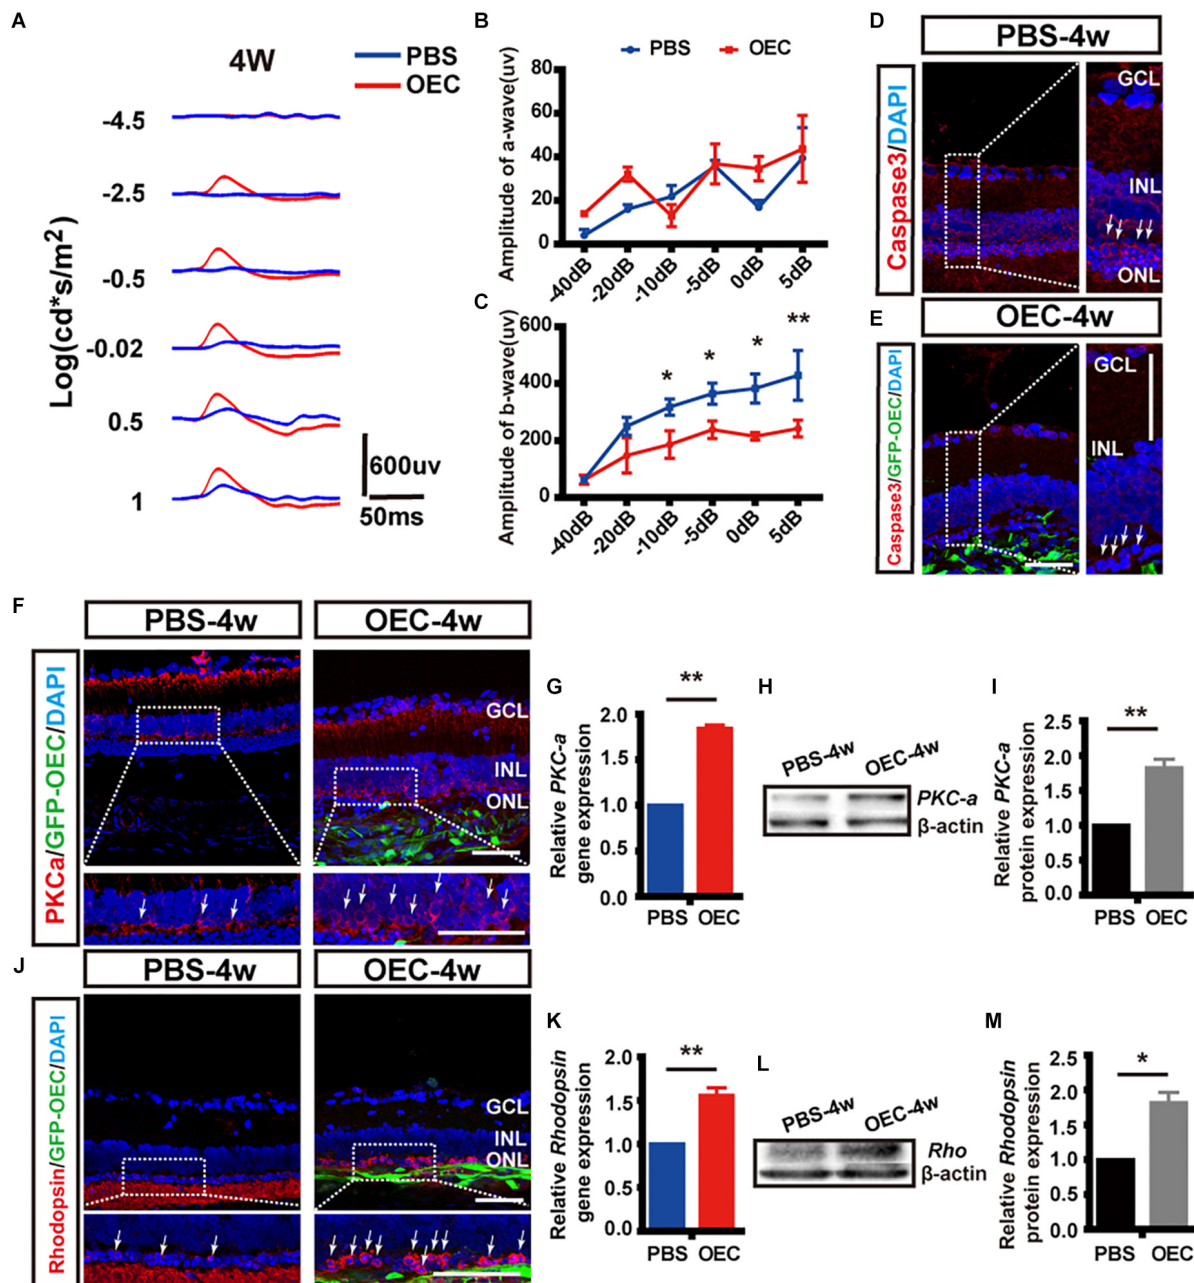 A
4W
PBS
OEC
Log(cd*s/m²)
-4.5
-2.5
-0.5
-0.02
0.5
1
600uv
50ms
B
PBS
OEC
Amplitude of a-wave(uv)
80
60
40
20
0
-40dB
-20dB
-10dB
-5dB
0dB
5dB
C
Amplitude of b-wave(uv)
600
400
200
0
*
*
*
**
-40dB
-20dB
-10dB
-5dB
0dB
5dB
D
PBS-4w
Caspase3/DAPI
GCL
INL
ONL
E
OEC-4w
Caspase3/GFP-OEC/DAPI
GCL
INL
F
PBS-4w
OEC-4w
PKCa/GFP-OEC/DAPI
GCL
INL
ONL
G
Relative PKC-a
gene expression
2.0
1.5
1.0
0.5
0.0
**
PBS
OEC
H
PBS-4w
OEC-4w
PKC-a
β-actin
I
Relative PKC-a
protein expression
2.5
2.0
1.5
1.0
0.5
0.0
**
PBS
OEC
J
PBS-4w
OEC-4w
Rhodopsin/GFP-OEC/DAPI
GCL
INL
ONL
K
Relative Rhodopsin
gene expression
2.0
1.5
1.0
0.5
0.0
**
PBS
OEC
L
PBS-4w
OEC-4w
Rho
β-actin
M
Relative Rhodopsin
protein expression
2.5
2.0
1.5
1.0
0.5
0.0
*
PBS
OEC